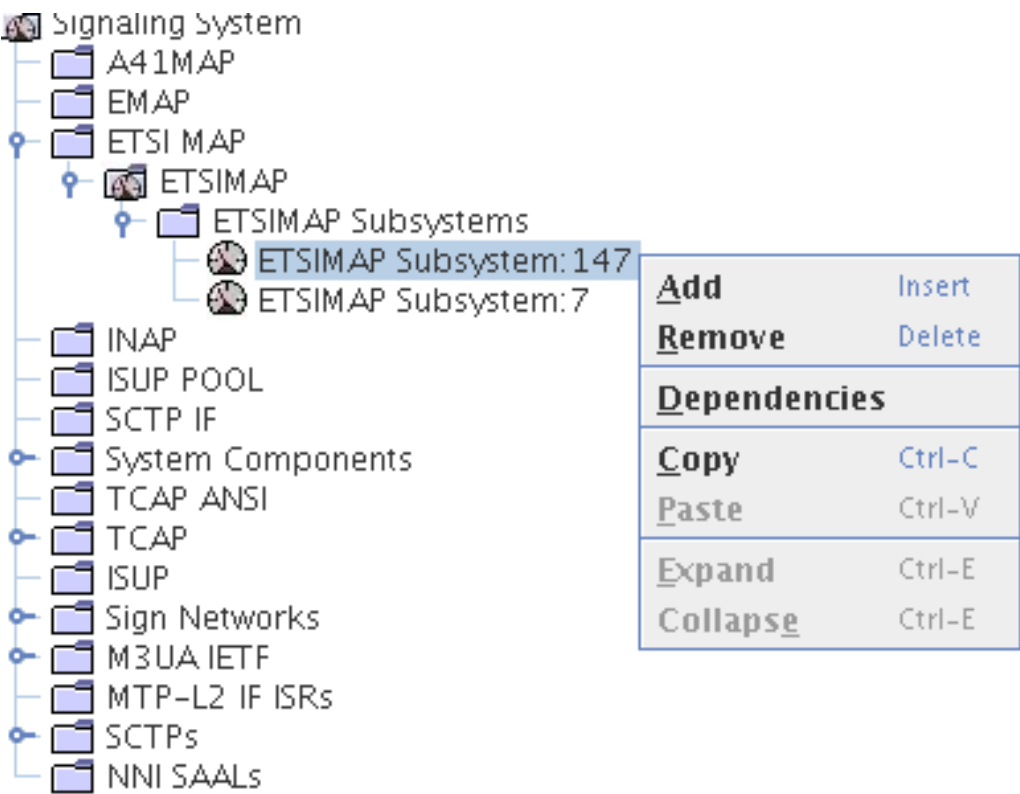 Signaling System
A41MAP
EMAP
ETSI MAP
ETSIMAP
ETSIMAP Subsystems
ETSIMAP Subsystem:147
ETSIMAP Subsystem:7
INAP
ISUP POOL
SCTP IF
System Components
TCAP ANSI
TCAP
ISUP
Sign Networks
M3UA IETF
MTP-L2 IF ISRs
SCTPs
NNI SAALs
Add Insert
Remove Delete
Dependencies
Copy Ctrl-C
Paste Ctrl-V
Expand Ctrl-E
Collapse Ctrl-E